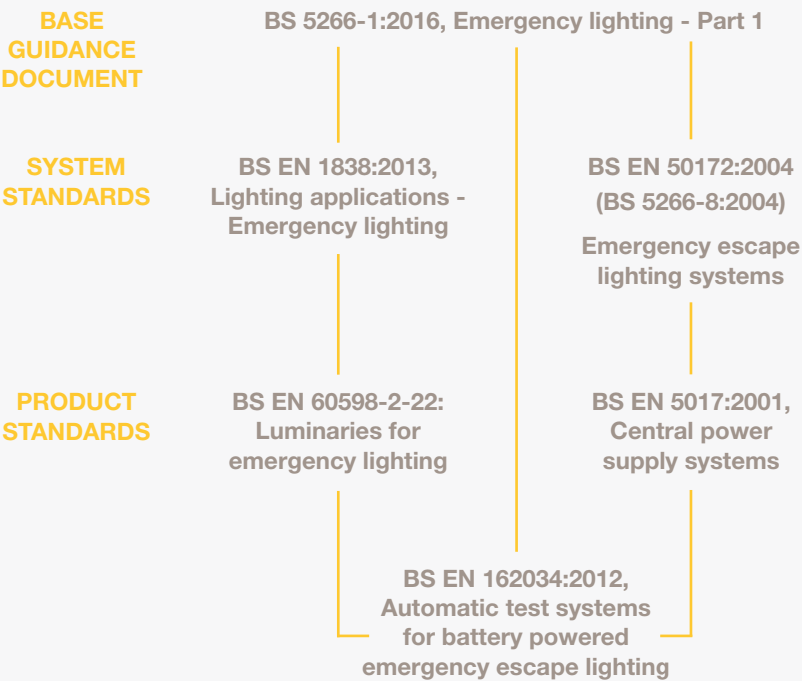 BASE
GUIDANCE
DOCUMENT
BS 5266-1:2016, Emergency lighting - Part 1
SYSTEM
STANDARDS
BS EN 1838:2013,
Lighting applications -
Emergency lighting
BS EN 50172:2004
(BS 5266-8:2004)
Emergency escape
lighting systems
PRODUCT
STANDARDS
BS EN 60598-2-22:
Luminaries for
emergency lighting
BS EN 5017:2001,
Central power
supply systems
BS EN 162034:2012,
Automatic test systems
for battery powered
emergency escape lighting